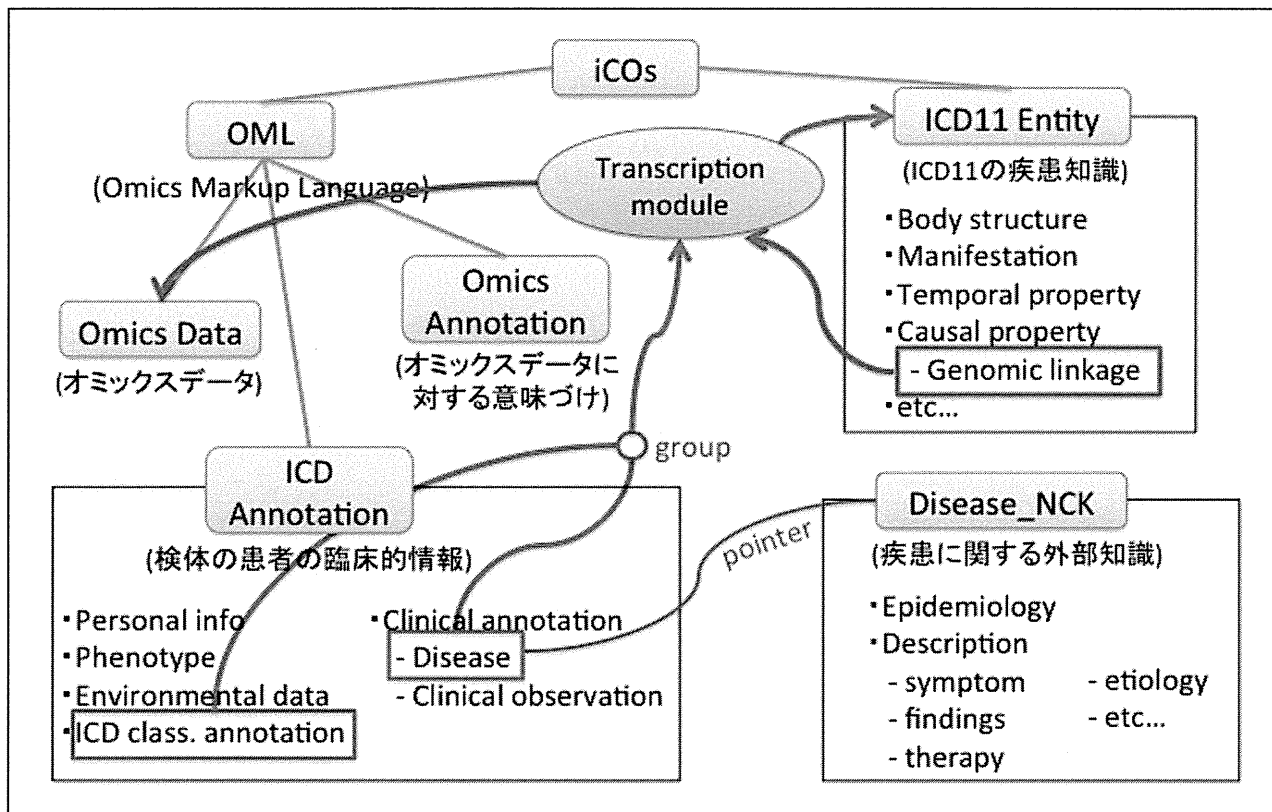 iCOs
OML
(Omics Markup Language)
Transcription
module
ICD11 Entity
(ICD11の疾患知識)
・Body structure
・Manifestation
・Temporal property
・Causal property
- Genomic linkage
・etc...
Omics Data
(オミックスデータ)
Omics
Annotation
(オミックスデータに
対する意味づけ)
group
ICD
Annotation
(検体の患者の臨床的情報)
・Personal info
・Phenotype
・Environmental data
・ICD class. annotation
・Clinical annotation
- Disease
- Clinical observation
pointer
Disease_NCK
(疾患に関する外部知識)
・Epidemiology
・Description
- symptom
- findings
- therapy
- etiology
- etc...